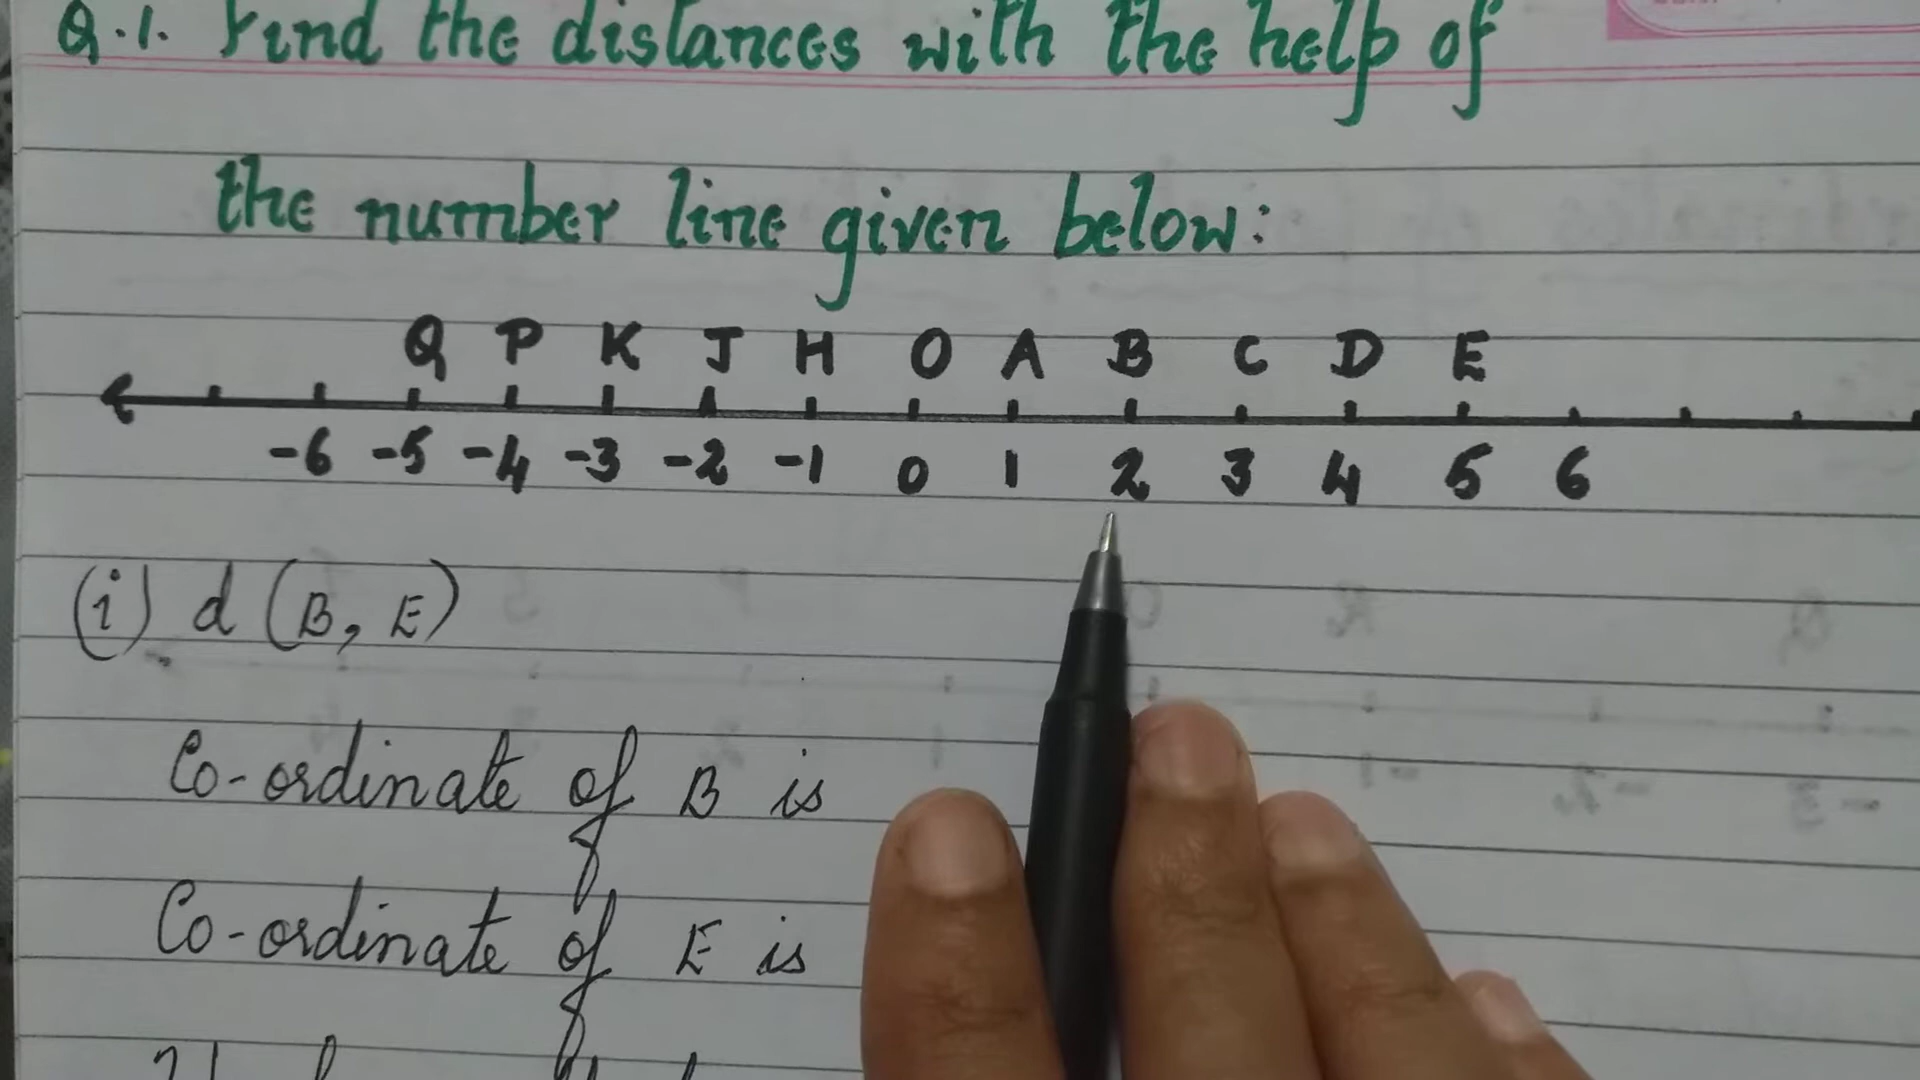 Q.1. Find the distances with the help of
the number line given below:
Q P K J H O A B C D E
-6 -5 -4 -3 -2 -1 0 1 2 3 4 5 6
(i) d (B, E)
Co-ordinate of B is
Co-ordinate of E is